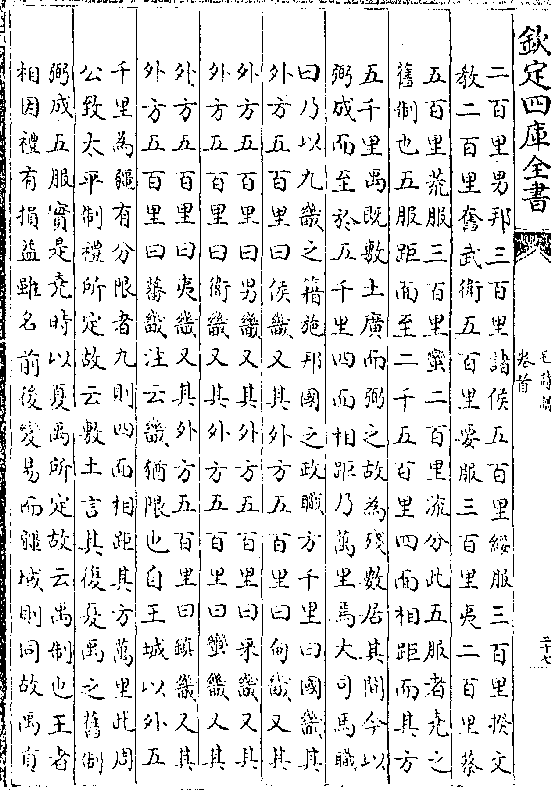 欽定四庫全書
毛詩譜
卷首
二十七
二百里男邦三百里諸侯五百里綏服三百里揆文
教二百里奮武衛五百里要服三百里夷二百里蔡
五百里荒服三百里蠻二百里流分此五服者堯之
舊制也五服距面至二千五百里四面相距而其方
五千里禹既敷土廣而弼之故為殘數居其間今以
弼成而至於五千里四面相距乃萬里焉大司馬職
曰乃以九畿之籍施邦國之政職方千里曰國畿其
外方五百里曰侯畿又其外方五百里曰甸畿又其
外方五百里曰男畿又其外方五百里曰采畿又其
外方五百里曰衛畿又其外方五百里曰蠻畿又其
外方五百里曰夷畿又其外方五百里曰鎮畿又其
外方五百里曰蕃畿注云畿猶限也自王城以外五
千里為疆有分限者九則四面相距其方萬里此周
公致太平制禮所定故云敷土言其復夏禹之舊制
弼成五服實是堯時以夏禹所定故云禹制也王者
相因禮有損益雖名前後變易而疆域則同故禹貢